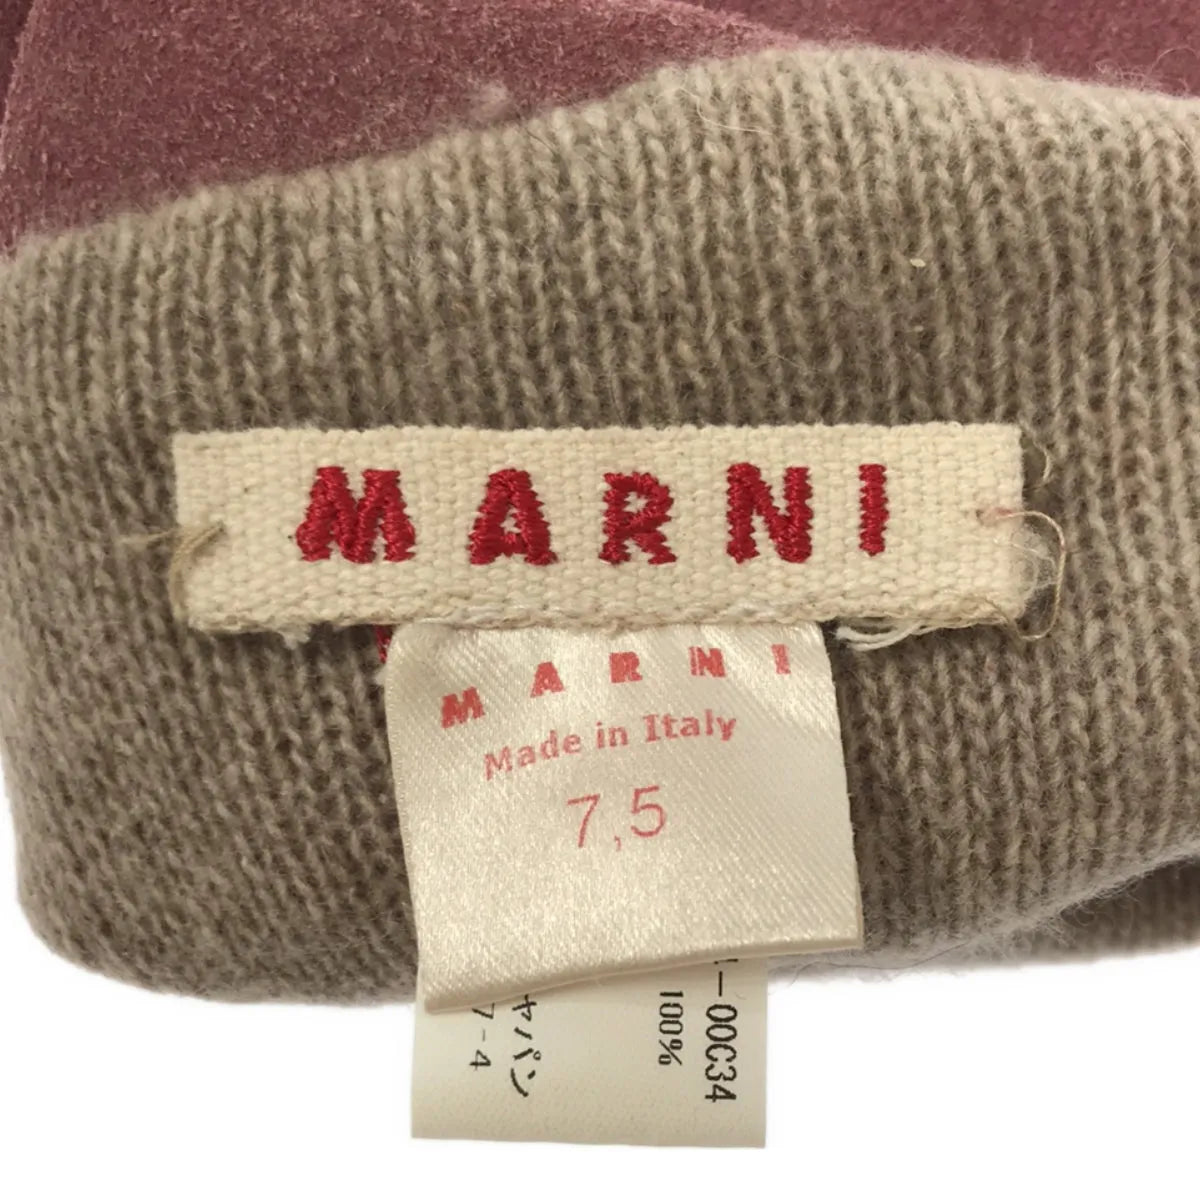 MARNI
MARNI
Made in Italy
7,5
-00C34
100%
ャパン
7-4